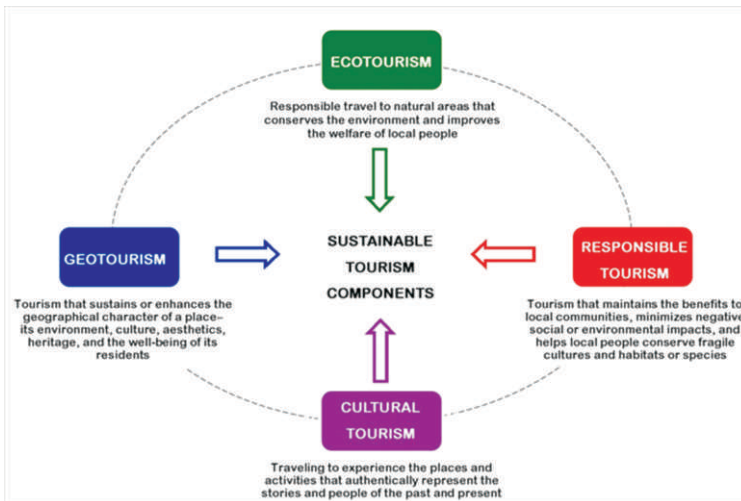 ECOTOURISM
Responsible travel to natural areas that
conserves the environment and improves
the welfare of local people
GEOTOURISM
Tourism that sustains or enhances the
geographical character of a place–
its environment, culture, aesthetics,
heritage, and the well-being of its
residents
SUSTAINABLE
TOURISM
COMPONENTS
RESPONSIBLE
TOURISM
Tourism that maintains the benefits to
local communities, minimizes negative
social or environmental impacts, and
helps local people conserve fragile
cultures and habitats or species
CULTURAL
TOURISM
Traveling to experience the places and
activities that authentically represent the
stories and people of the past and present